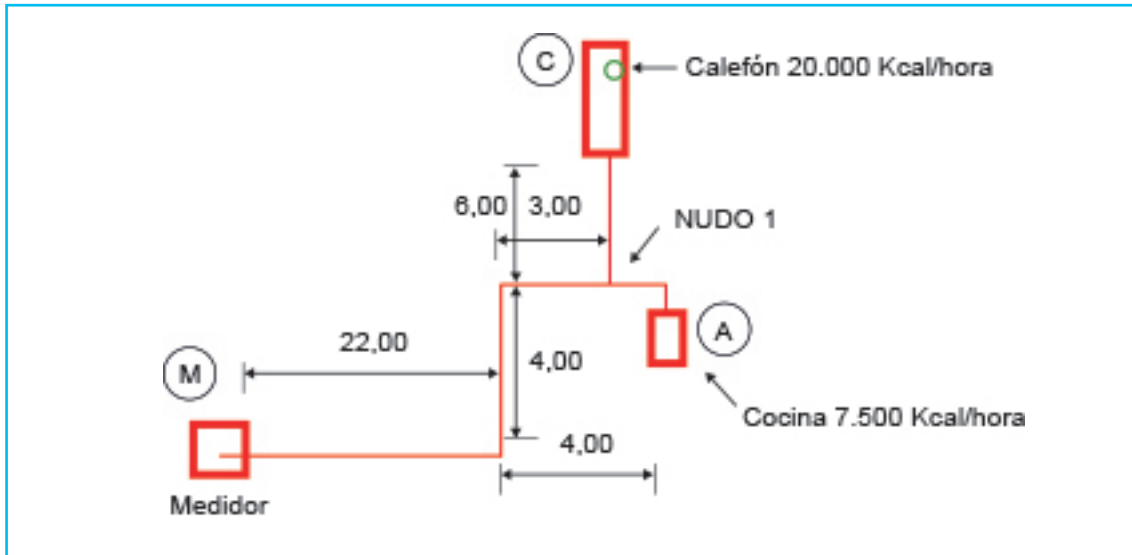 C
Calefón 20.000 Kcal/hora
6,00
3,00
NUDO 1
22,00
4,00
A
M
Cocina 7.500 Kcal/hora
4,00
Medidor